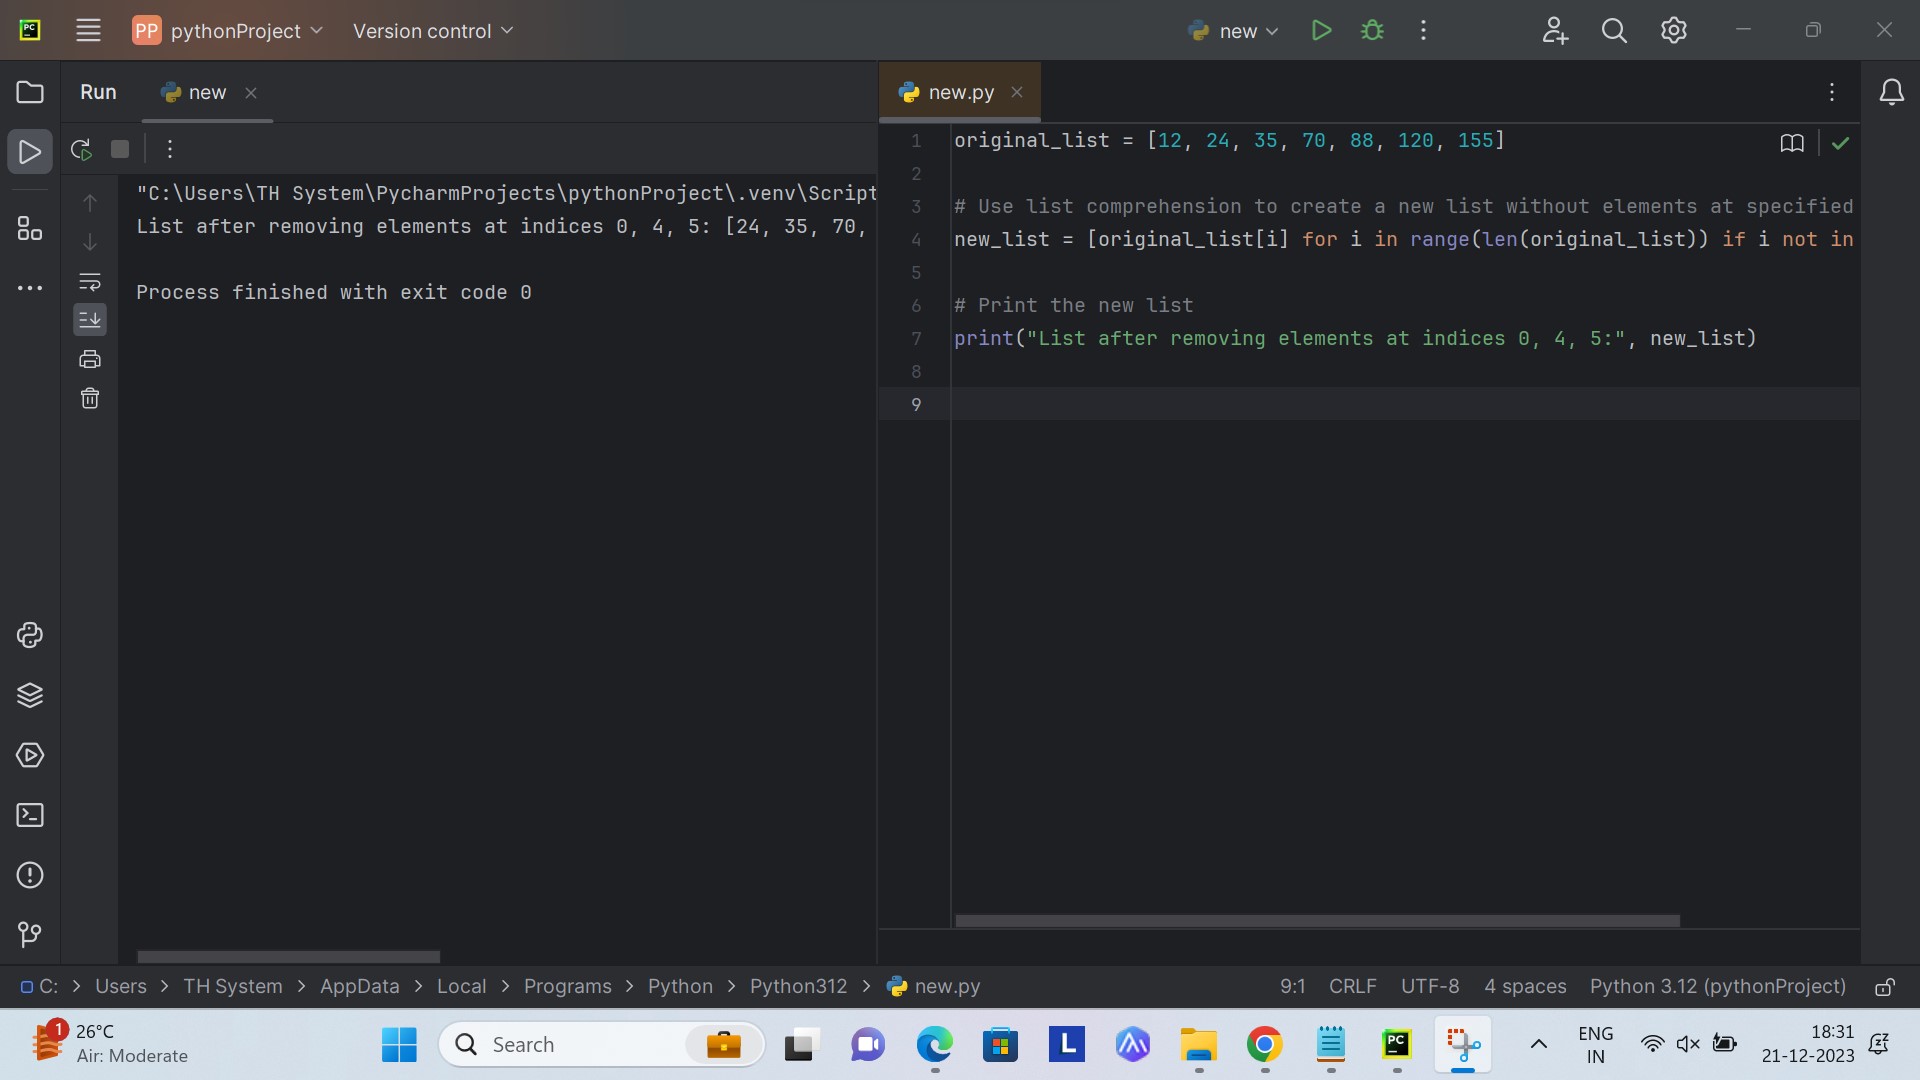 PC
PP pythonProject
Version control
new
Run
new
new.py
"C:\Users\TH System\PycharmProjects\pythonProject\.venv\Script
List after removing elements at indices 0, 4, 5: [24, 35, 70,
Process finished with exit code 0
1 original_list = [12, 24, 35, 70, 88, 120, 155]
2
3 # Use list comprehension to create a new list without elements at specified
4 new_list = [original_list[i] for i in range(len(original_list)) if i not in
5
6 # Print the new list
7 print("List after removing elements at indices 0, 4, 5:", new_list)
8
9
C: > Users > TH System > AppData > Local > Programs > Python > Python312 > new.py
9:1 CRLF UTF-8 4 spaces Python 3.12 (pythonProject)
1
26°C
Air: Moderate
Search
L
PC
ENG
IN
18:31
21-12-2023